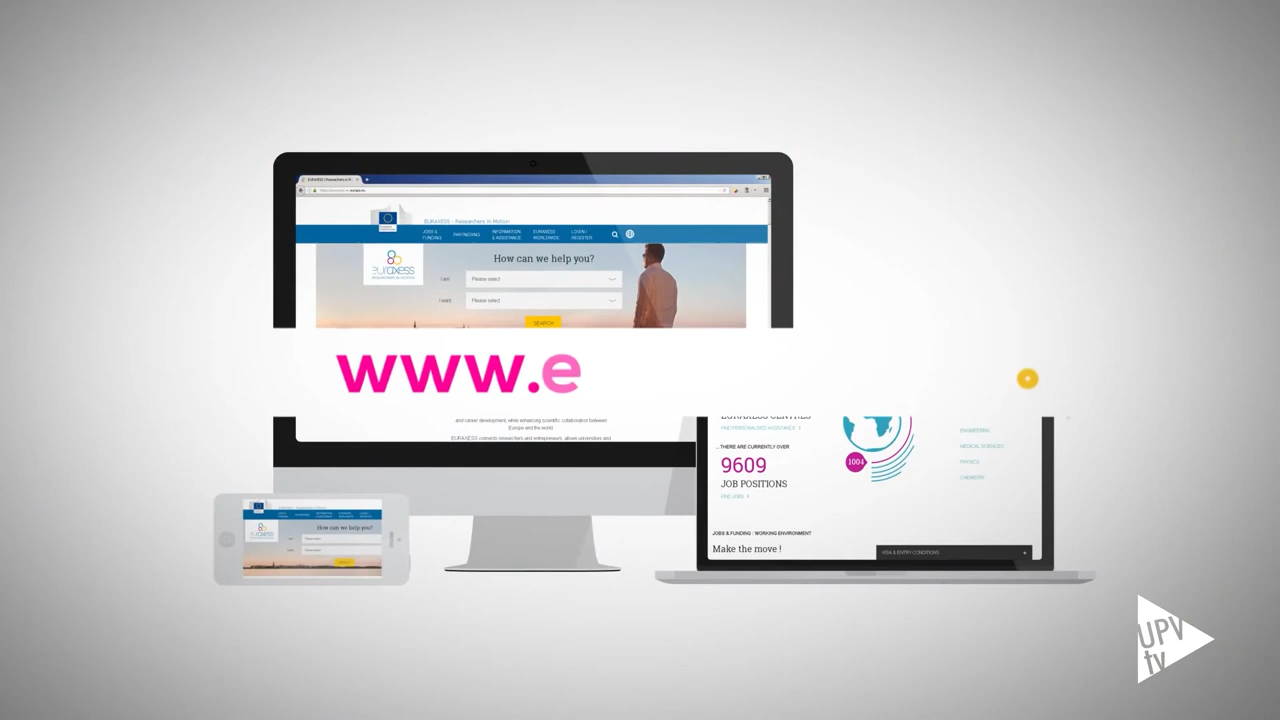 EURAXESS - Researchers in Motion
JOBS & FUNDING
PARTNERING
INFORMATION & ASSISTANCE
EURAXESS WORLDWIDE
LOGIN / REGISTER
euraxess
How can we help you?
I am
Please select
I want
Please select
SEARCH
www.e
and career development, while enhancing scientific collaboration between
Europe and the world.
EURAXESS connects researchers and entrepreneurs, allows universities and
EURAXESS CENTRES
FIND PERSONALISED ASSISTANCE
... THERE ARE CURRENTLY OVER
9609
JOB POSITIONS
FIND JOBS
1004
ENGINEERING
MEDICAL SCIENCES
PHYSICS
CHEMISTRY
JOBS & FUNDING : WORKING ENVIRONMENT
Make the move !
VISA & ENTRY CONDITIONS +
How can we help you?
UPV
tv